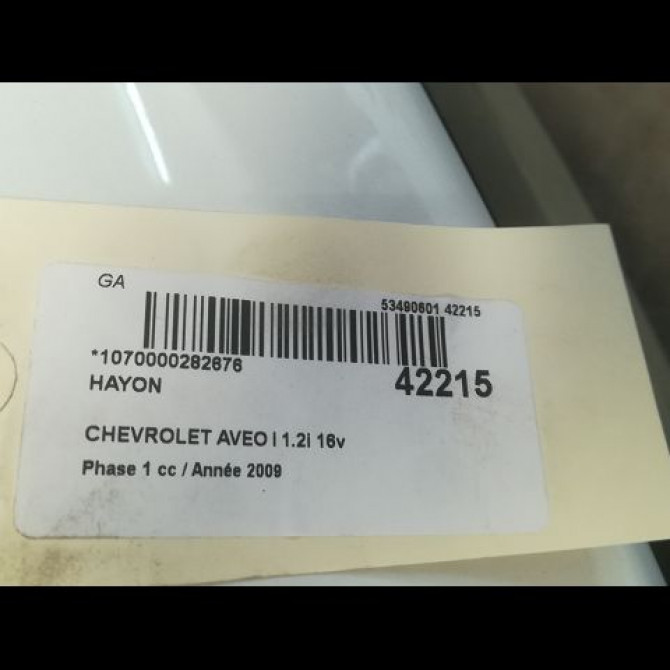 GA
53490601 42215
*1070000282676
HAYON
42215
CHEVROLET AVEO I 1.2i 16v
Phase 1 cc / Année 2009